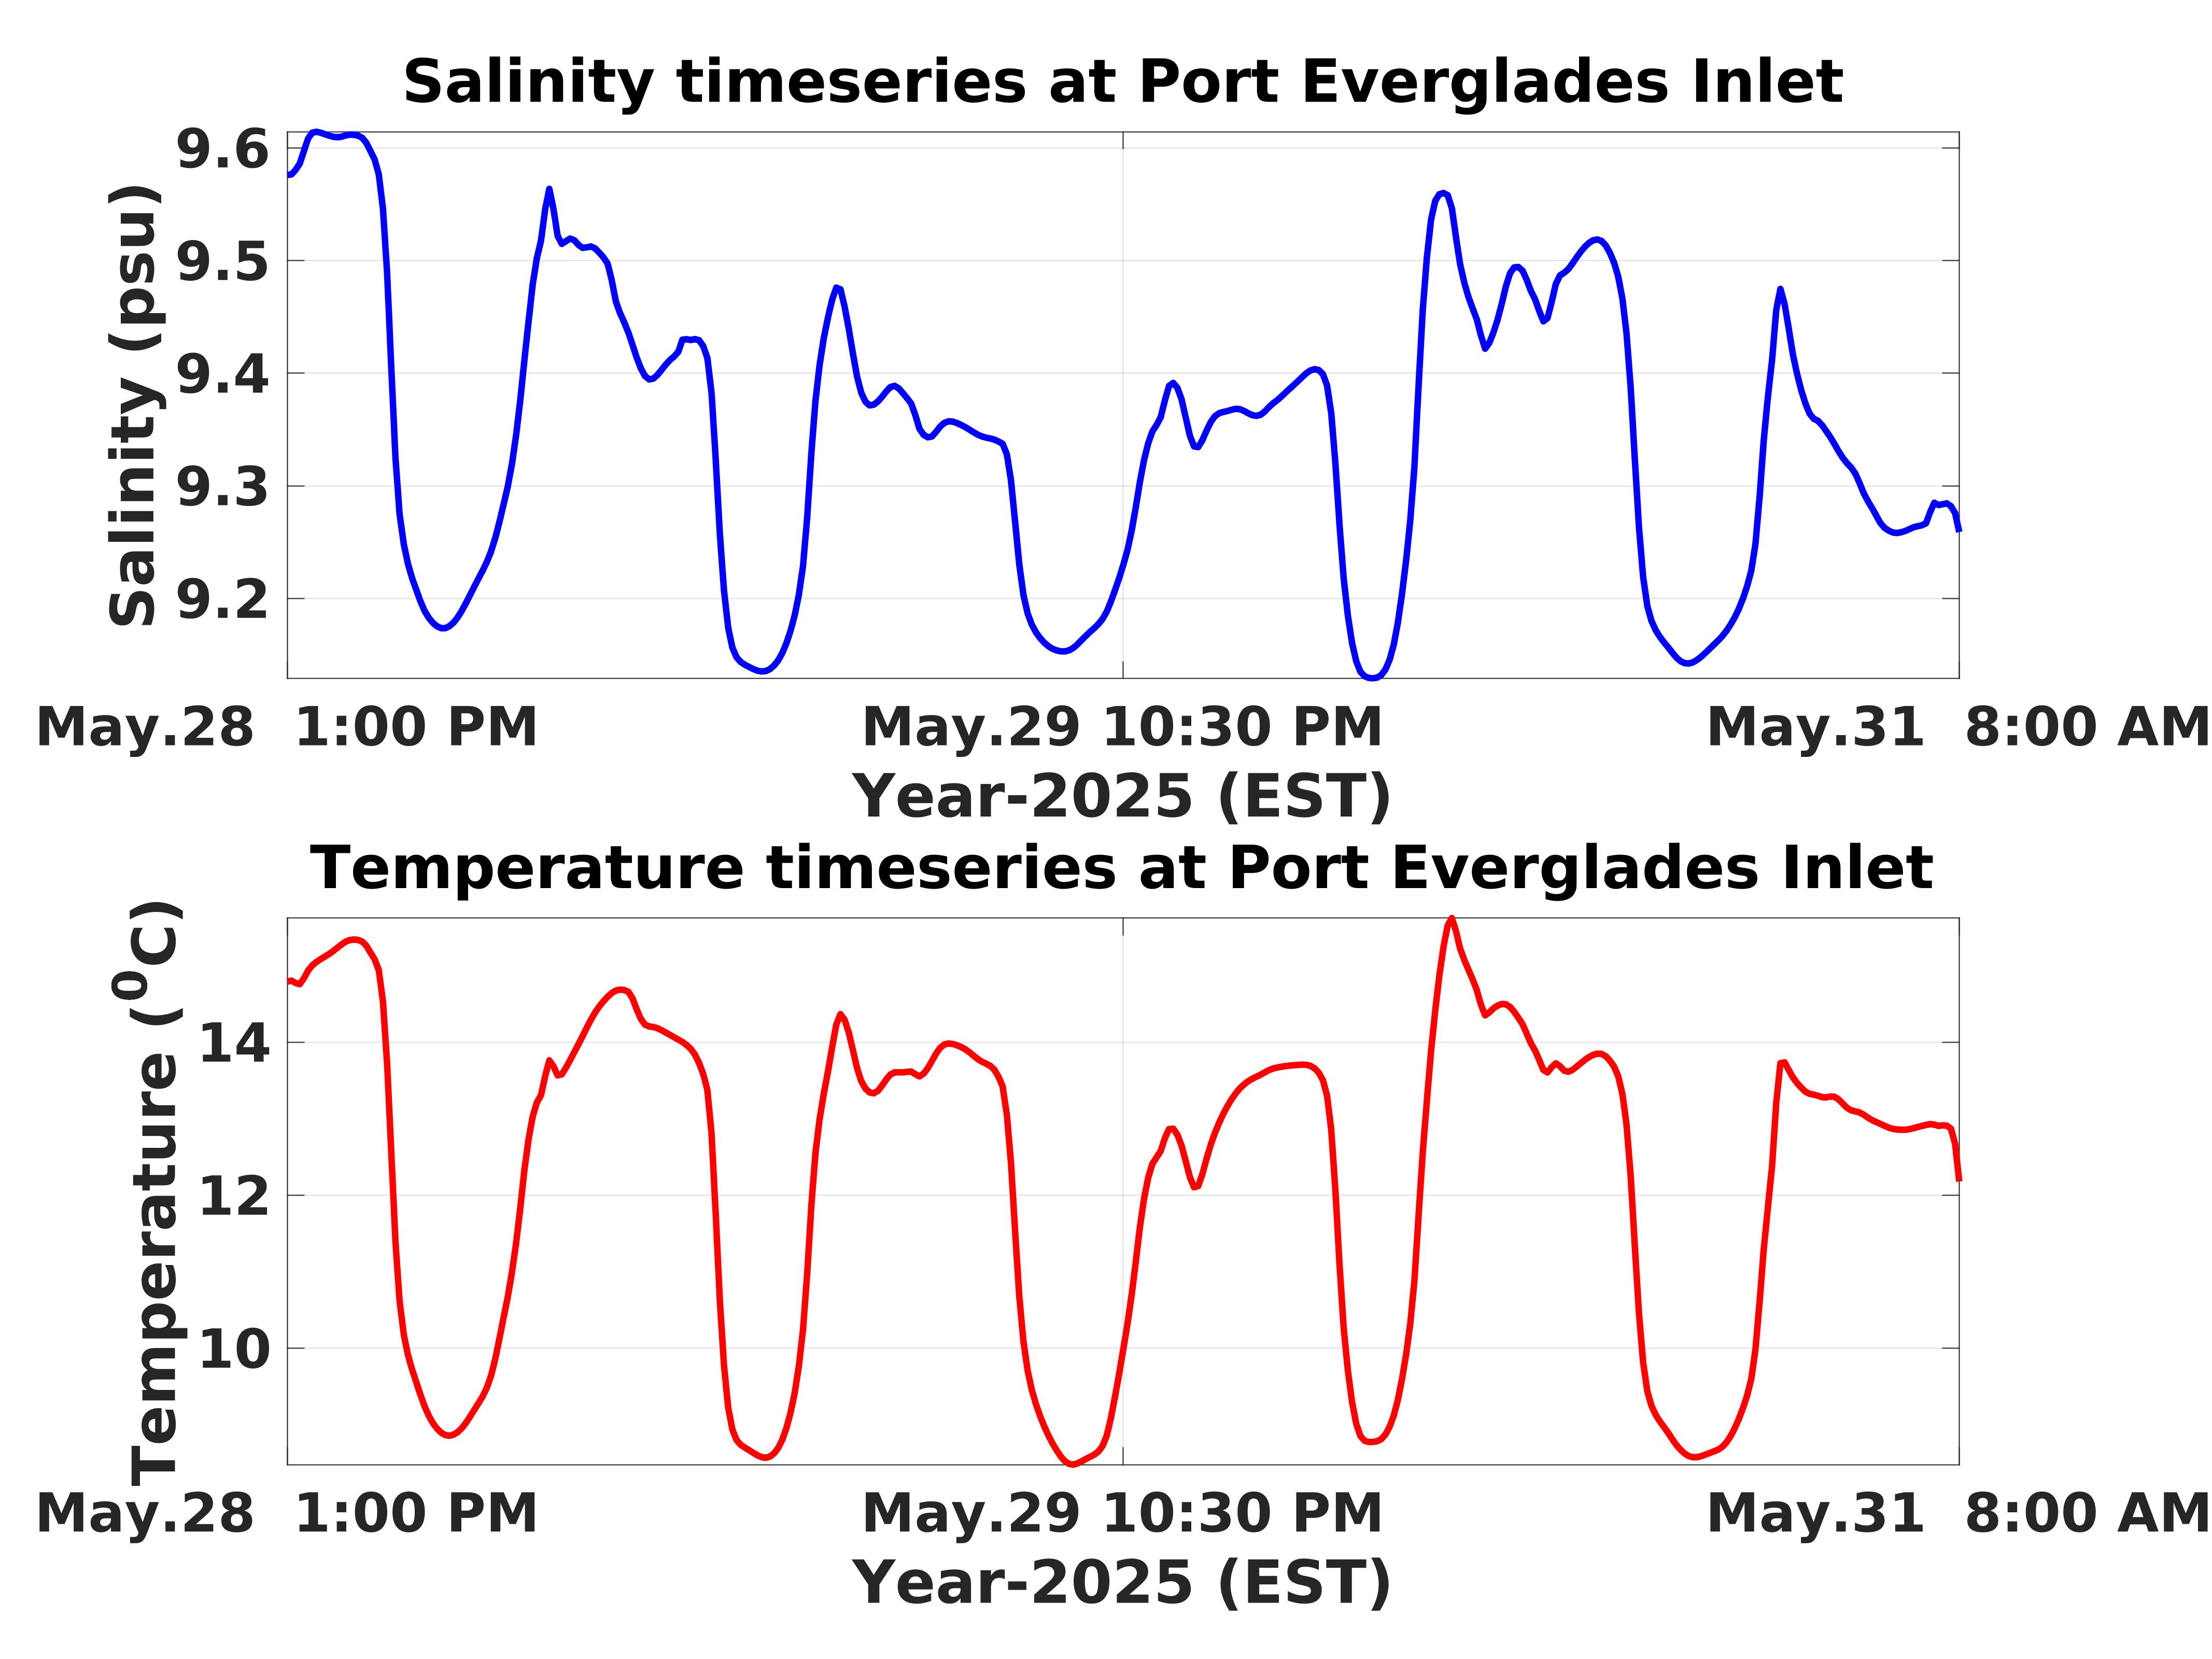 Salinity timeseries at Port Everglades Inlet
Salinity (psu)
9.6
9.5
9.4
9.3
9.2
May.28  1:00 PM
May.29 10:30 PM
May.31  8:00 AM
Year-2025 (EST)
Temperature timeseries at Port Everglades Inlet
Temperature (⁰C)
14
12
10
May.28  1:00 PM
May.29 10:30 PM
May.31  8:00 AM
Year-2025 (EST)